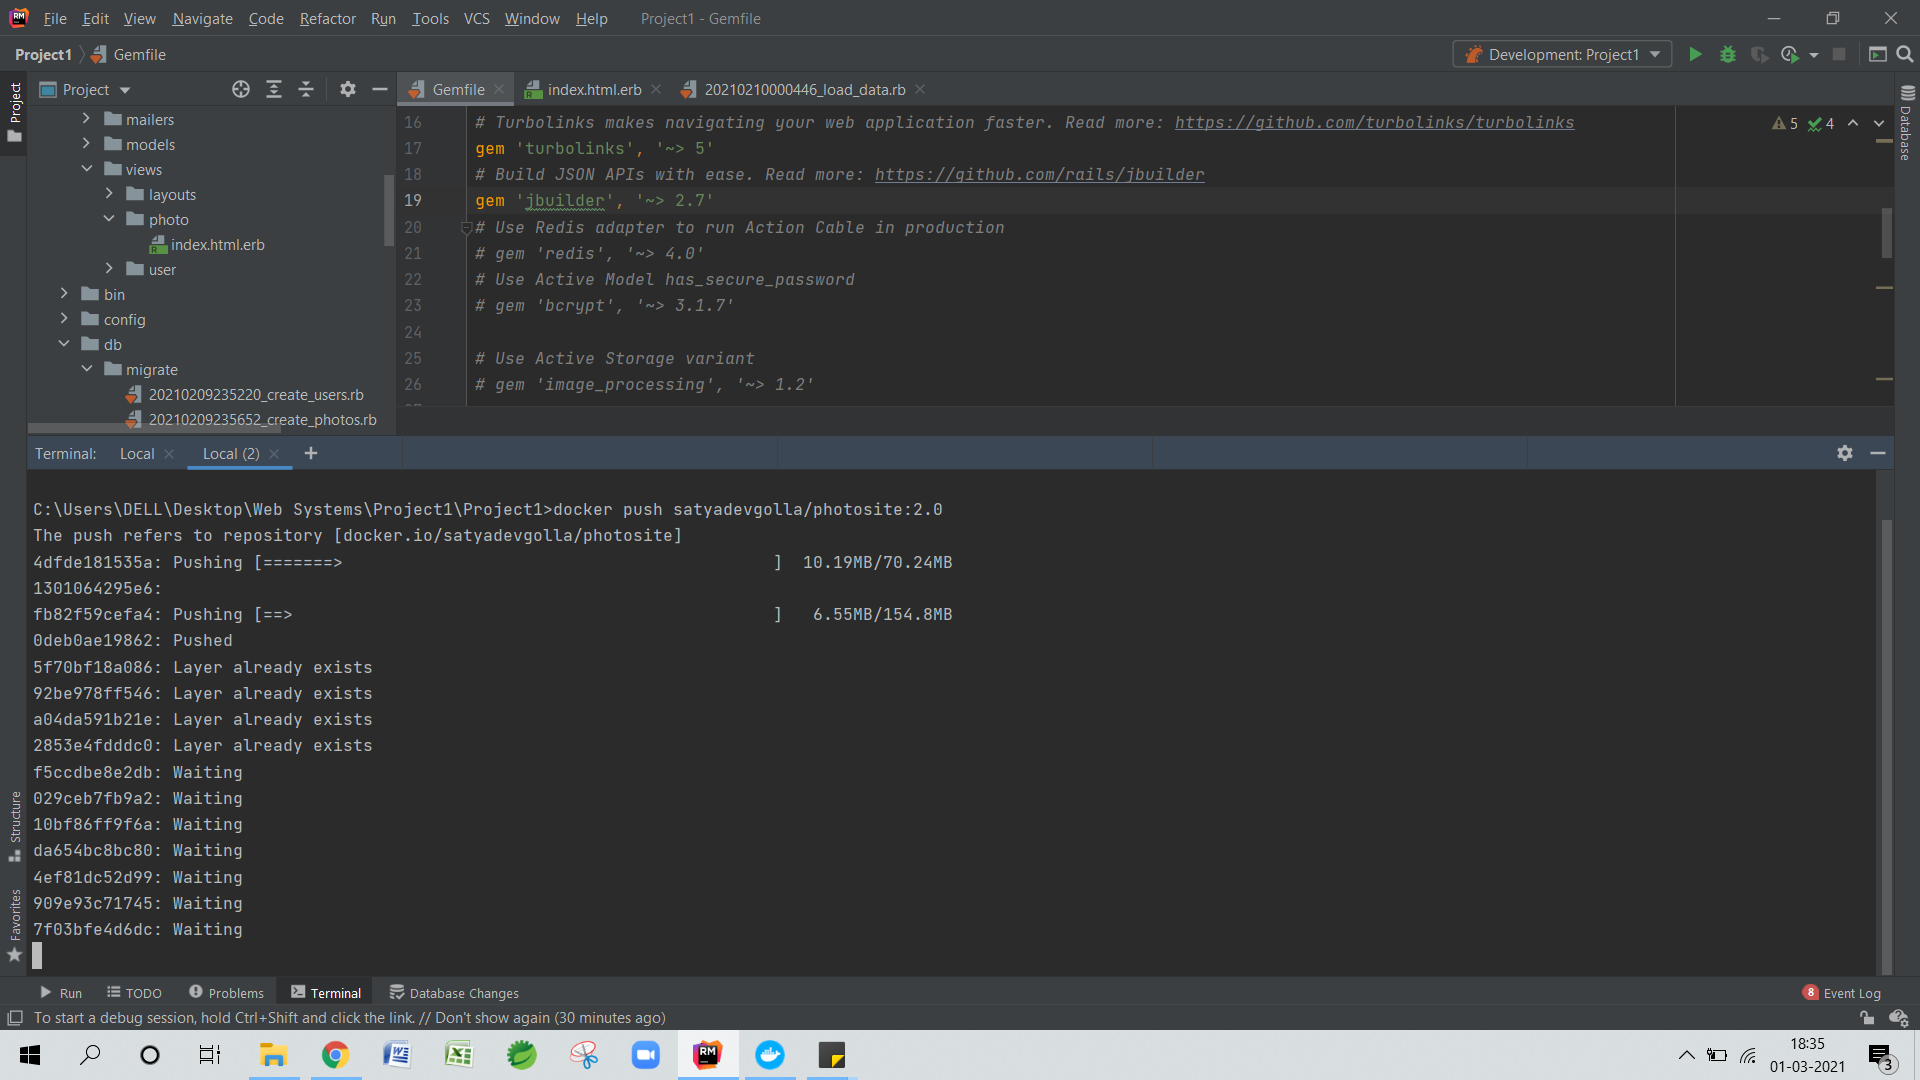 File Edit View Navigate Code Refactor Run Tools VCS Window Help Project1 - Gemfile
Project1 Gemfile
Development: Project1
Project
Project
Gemfile index.html.erb 20210210000446_load_data.rb
mailers
models
views
layouts
photo
index.html.erb
user
bin
config
db
migrate
20210209235220_create_users.rb
20210209235652_create_photos.rb
16 # Turbolinks makes navigating your web application faster. Read more: https://github.com/turbolinks/turbolinks
17 gem 'turbolinks', '~> 5'
18 # Build JSON APIs with ease. Read more: https://github.com/rails/jbuilder
19 gem 'jbuilder', '~> 2.7'
20 # Use Redis adapter to run Action Cable in production
21 # gem 'redis', '~> 4.0'
22 # Use Active Model has_secure_password
23 # gem 'bcrypt', '~> 3.1.7'
24
25 # Use Active Storage variant
26 # gem 'image_processing', '~> 1.2'
5 4
Database
Terminal: Local Local (2)
C:\Users\DELL\Desktop\Web Systems\Project1\Project1>docker push satyadevgolla/photosite:2.0
The push refers to repository [docker.io/satyadevgolla/photosite]
4dfde181535a: Pushing [=======> ] 10.19MB/70.24MB
1301064295e6:
fb82f59cefa4: Pushing [==> ] 6.55MB/154.8MB
0deb0ae19862: Pushed
5f70bf18a086: Layer already exists
92be978ff546: Layer already exists
a04da591b21e: Layer already exists
2853e4fdddc0: Layer already exists
f5ccdbe8e2db: Waiting
029ceb7fb9a2: Waiting
10bf86ff9f6a: Waiting
da654bc8bc80: Waiting
4ef81dc52d99: Waiting
909e93c71745: Waiting
7f03bfe4d6dc: Waiting
Structure
Favorites
Run TODO Problems Terminal Database Changes
8 Event Log
To start a debug session, hold Ctrl+Shift and click the link. // Don't show again (30 minutes ago)
18:35
01-03-2021
3